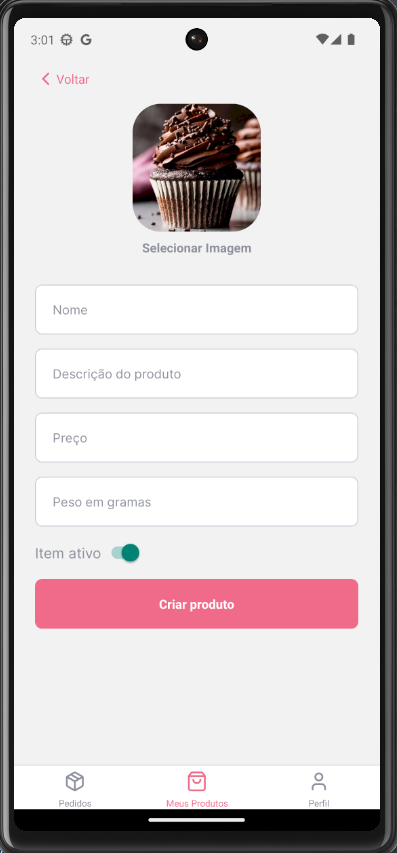 3:01
Voltar
Selecionar Imagem
Nome
Descrição do produto
Preço
Peso em gramas
Item ativo
Criar produto
Pedidos
Meus Produtos
Perfil